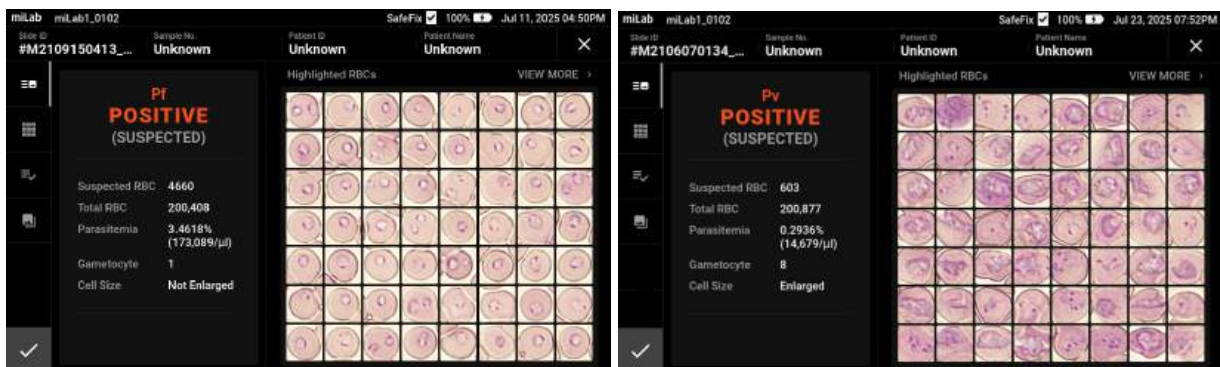 miLab miLab1_0102 SafeFix 100% Jul 11, 2025 04:50PM
Slide ID Sample No. Patient ID Patient Name
#M2109150413_... Unknown Unknown Unknown
Highlighted RBCs VIEW MORE >
Pf
POSITIVE
(SUSPECTED)
Suspected RBC 4660
Total RBC 200,408
Parasitemia 3.4618%
(173,089/µl)
Gametocyte 1
Cell Size Not Enlarged
miLab miLab1_0102 SafeFix 100% Jul 23, 2025 07:52PM
Slide ID Sample No. Patient ID Patient Name
#M2106070134_... Unknown Unknown Unknown
Highlighted RBCs VIEW MORE >
Pv
POSITIVE
(SUSPECTED)
Suspected RBC 603
Total RBC 200,877
Parasitemia 0.2936%
(14,679/µl)
Gametocyte 8
Cell Size Enlarged